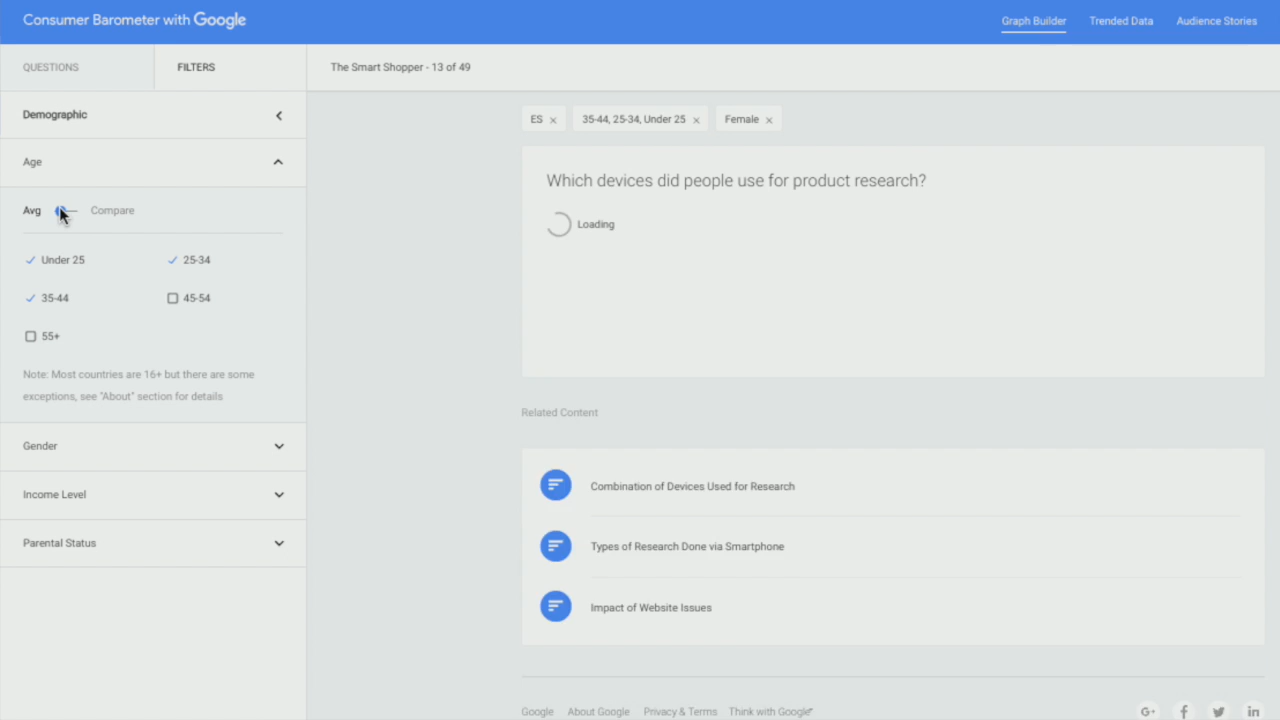 Consumer Barometer with Google
Graph Builder
Trended Data
Audience Stories
QUESTIONS
FILTERS
The Smart Shopper - 13 of 49
Demographic
Age
Avg
Compare
Under 25
25-34
35-44
45-54
55+
Note: Most countries are 16+ but there are some
exceptions, see "About" section for details
Gender
Income Level
Parental Status
ES ×
35-44, 25-34, Under 25 ×
Female ×
Which devices did people use for product research?
Loading
Related Content
Combination of Devices Used for Research
Types of Research Done via Smartphone
Impact of Website Issues
Google
About Google
Privacy & Terms
Think with Google
G+
f
in